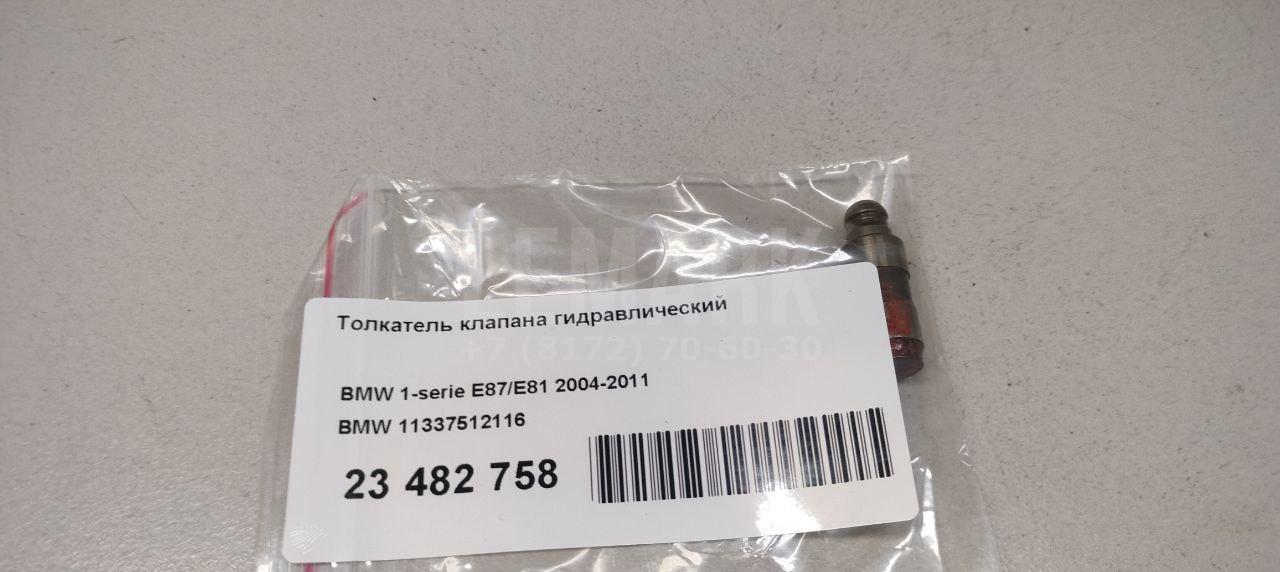 Толкатель клапана гидравлический
+7 (8172) 70-60-30
BMW 1-serie E87/E81 2004-2011
BMW 11337512116
23 482 758